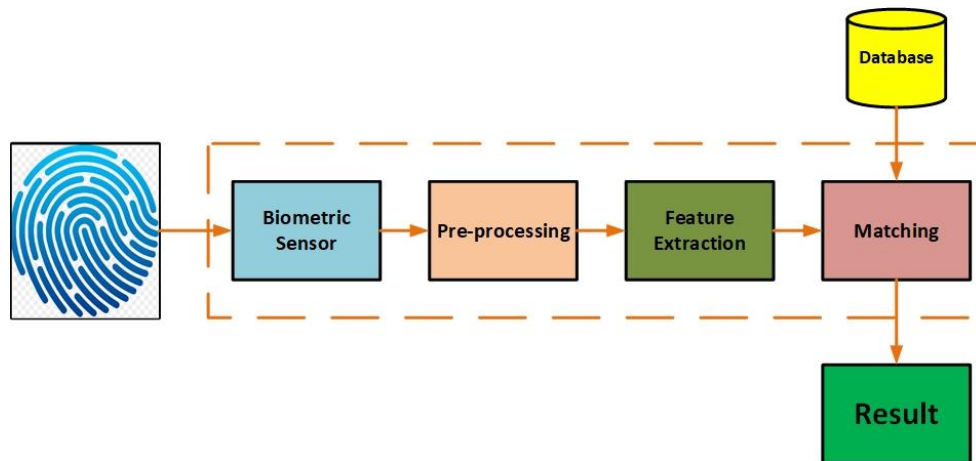 Database
Biometric
Sensor
Pre-processing
Feature
Extraction
Matching
Result